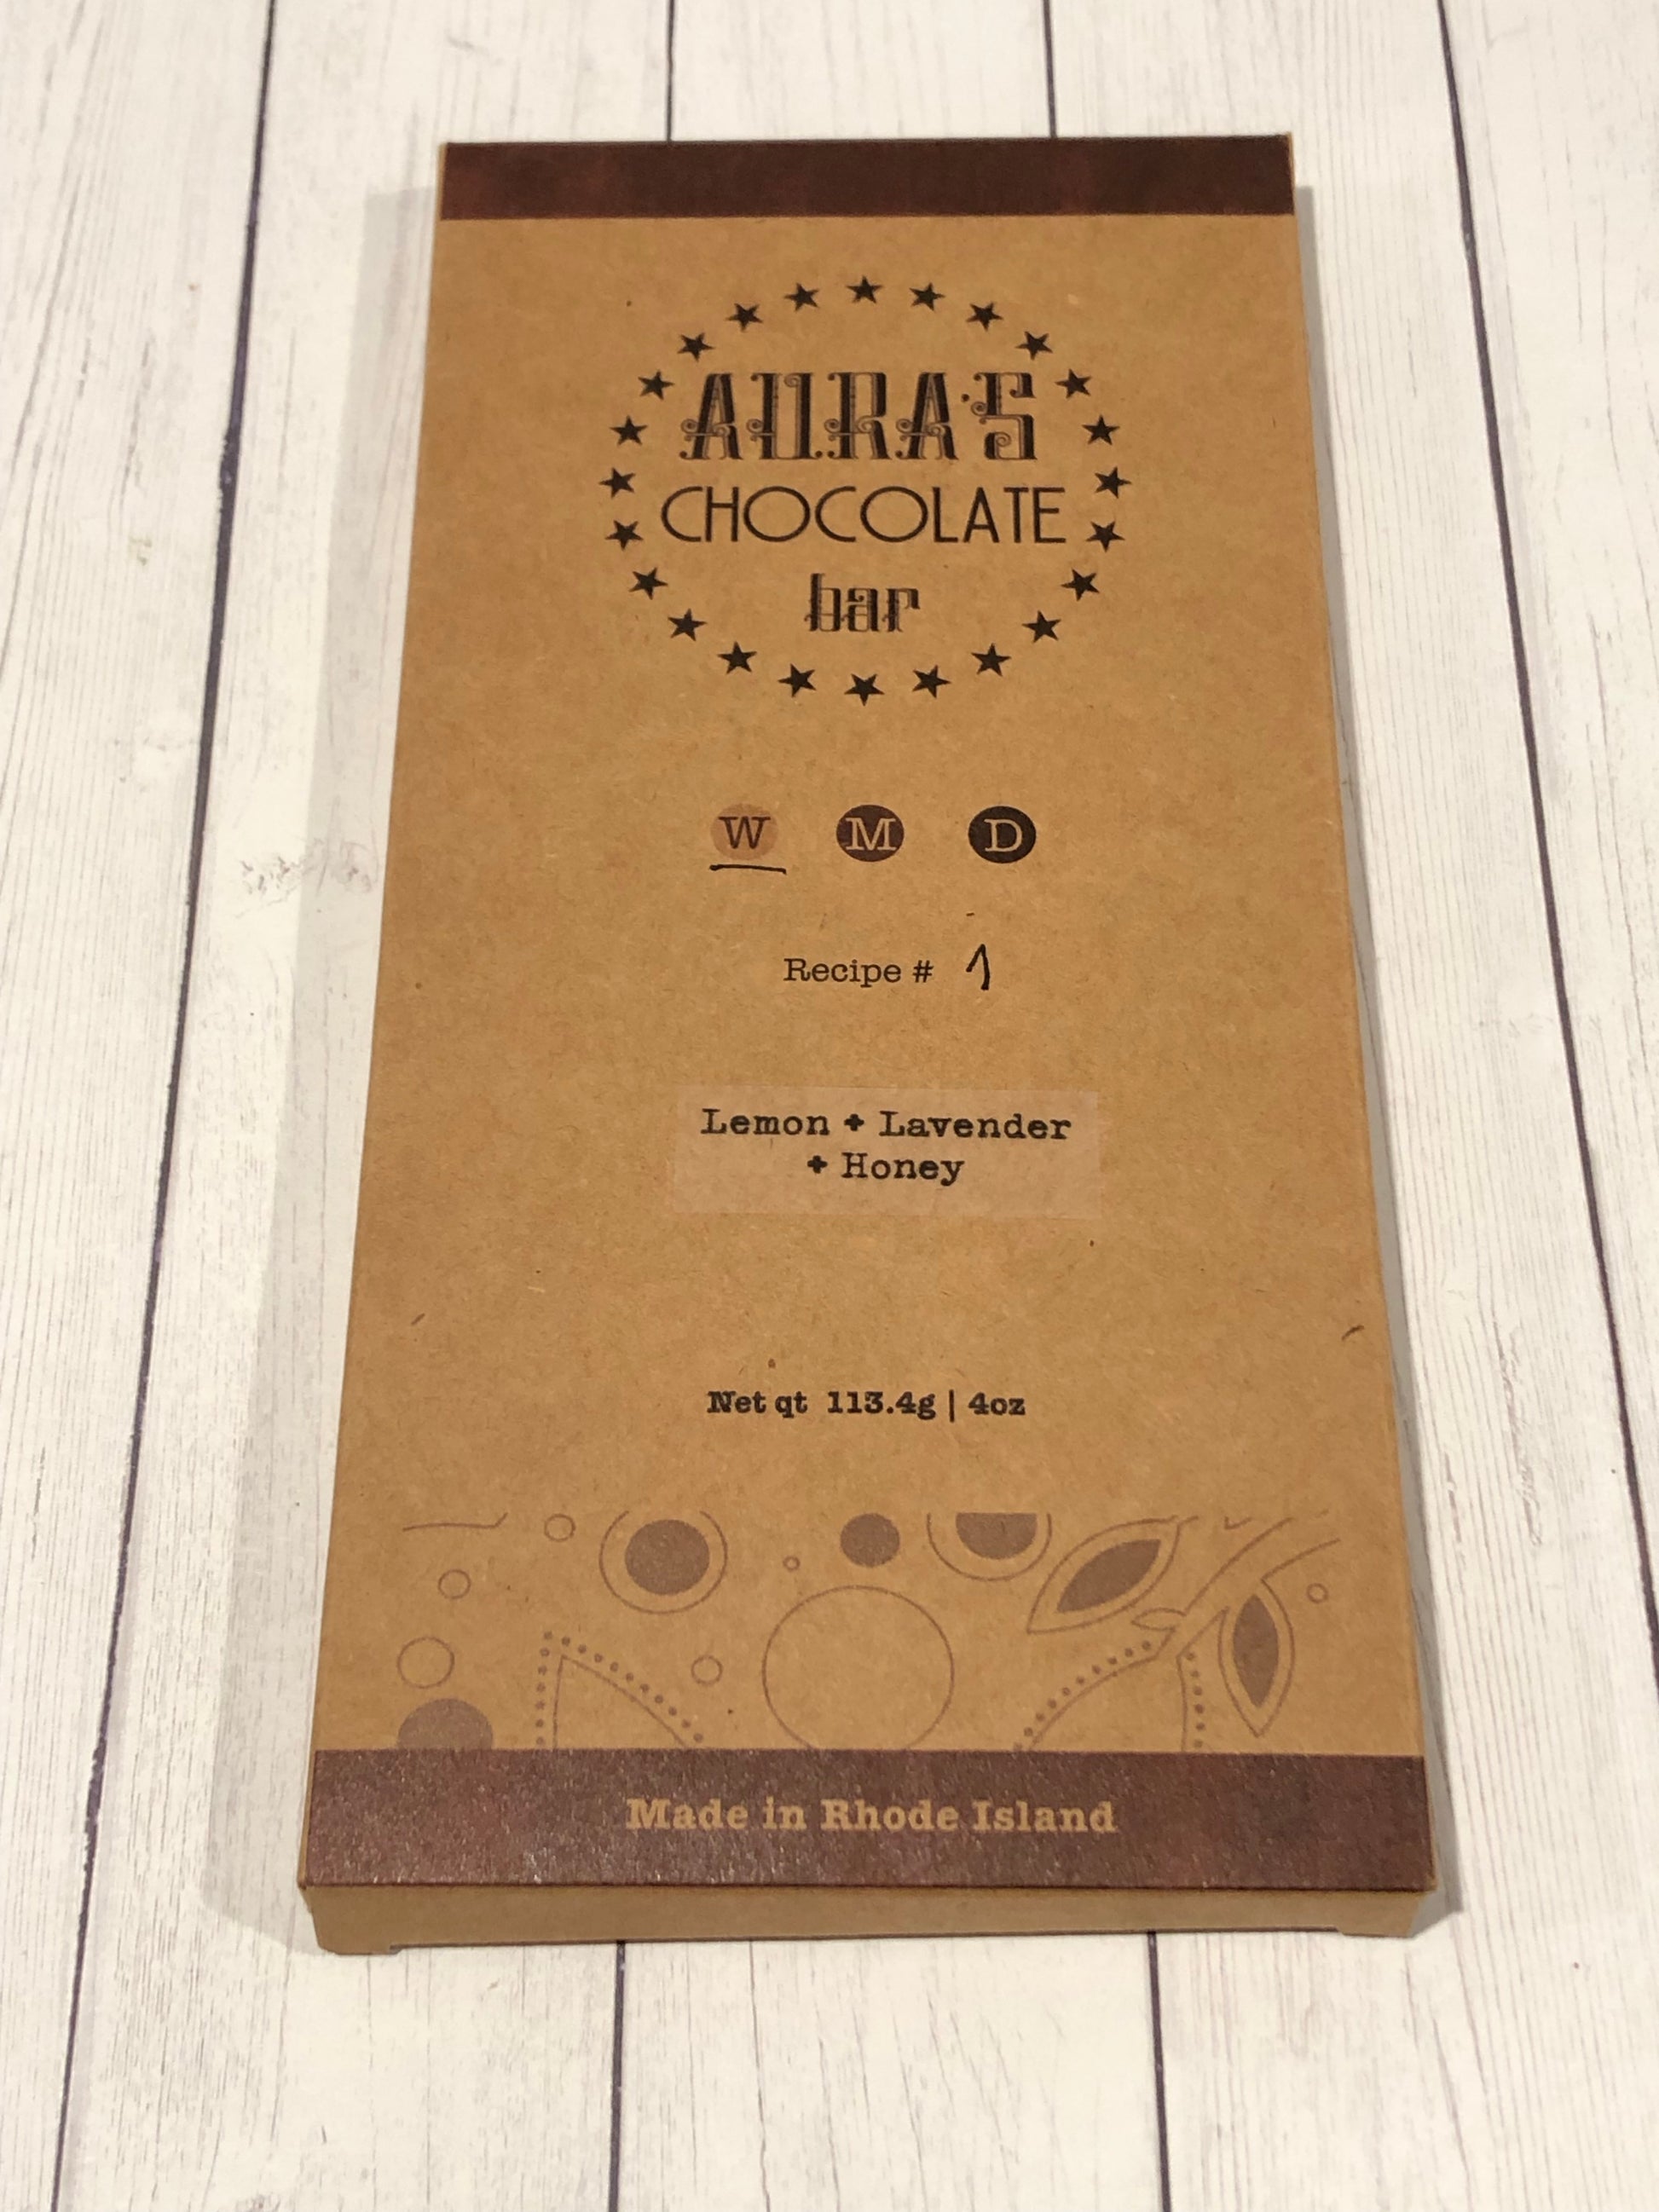 AURA'S
CHOCOLATE
bar
W M D
Recipe # 1
Lemon + Lavender
+ Honey
Net qt 113.4g | 4oz
Made in Rhode Island